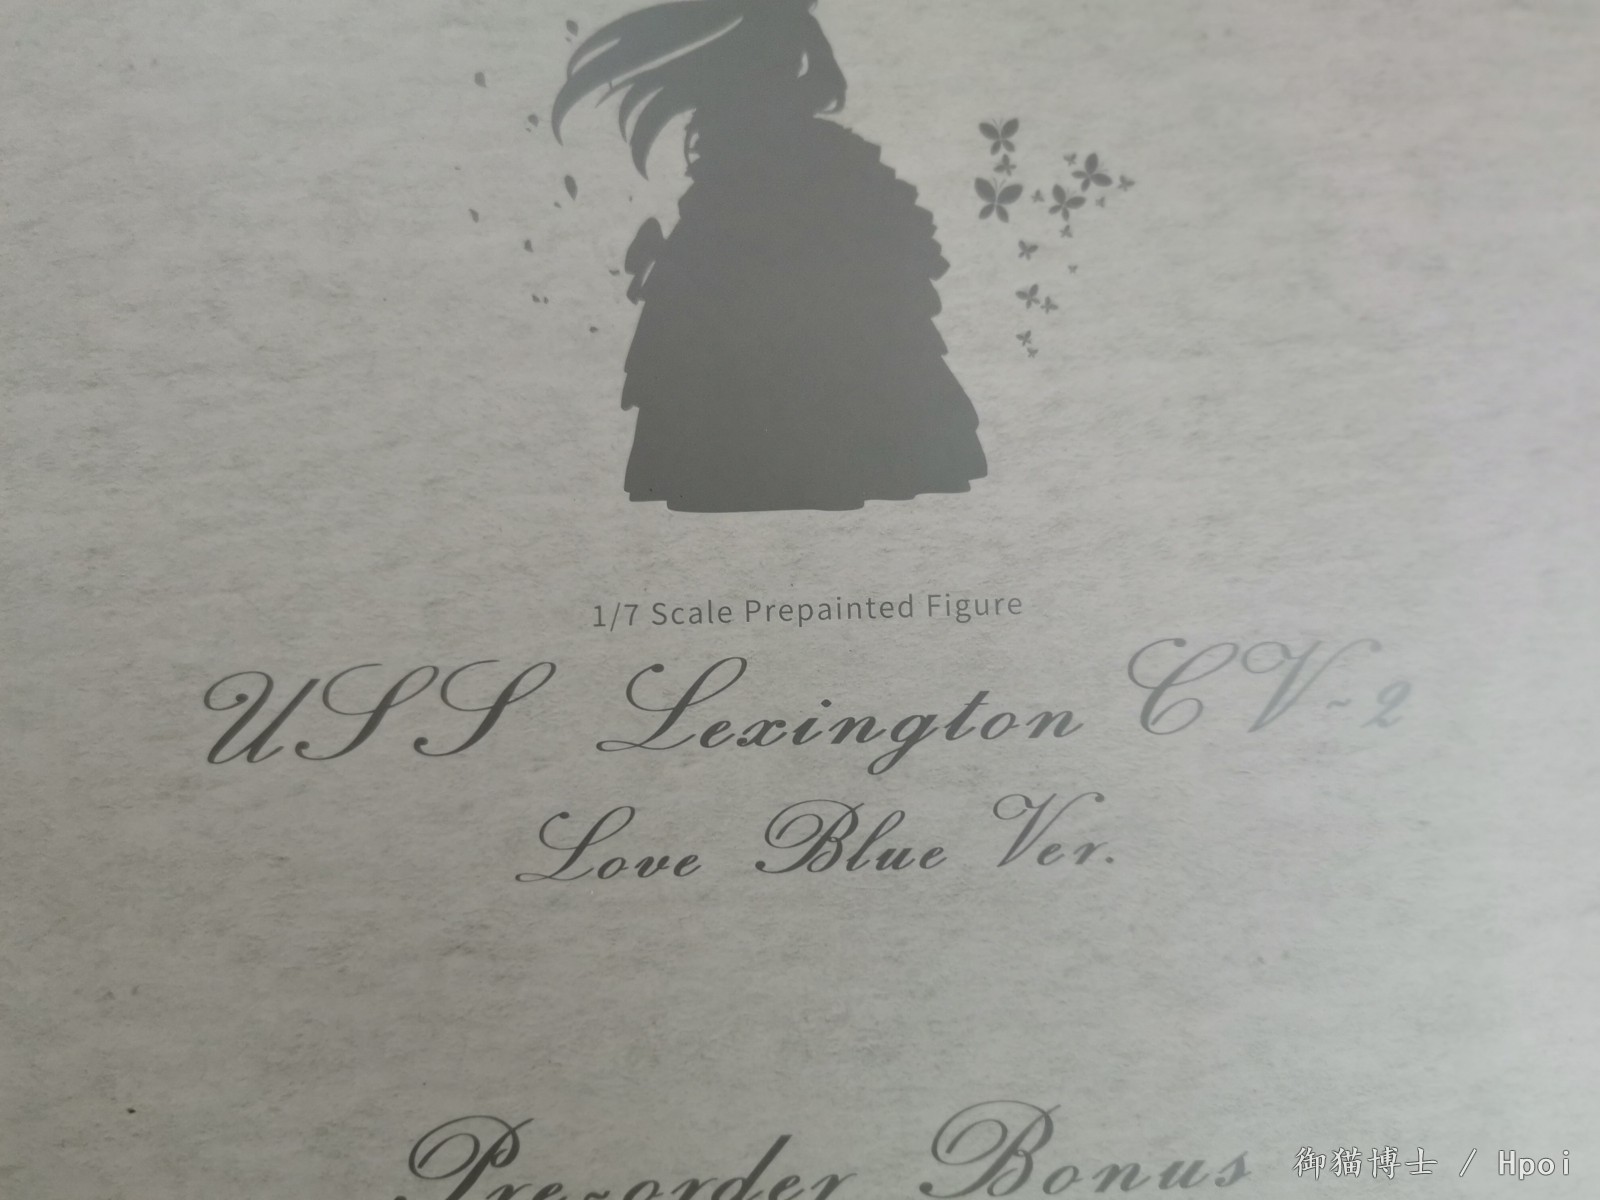 1/7 Scale Prepainted Figure
USS Lexington CV-2
Love Blue Ver.
Pre-order Bonus
御猫博士 / Hpoi